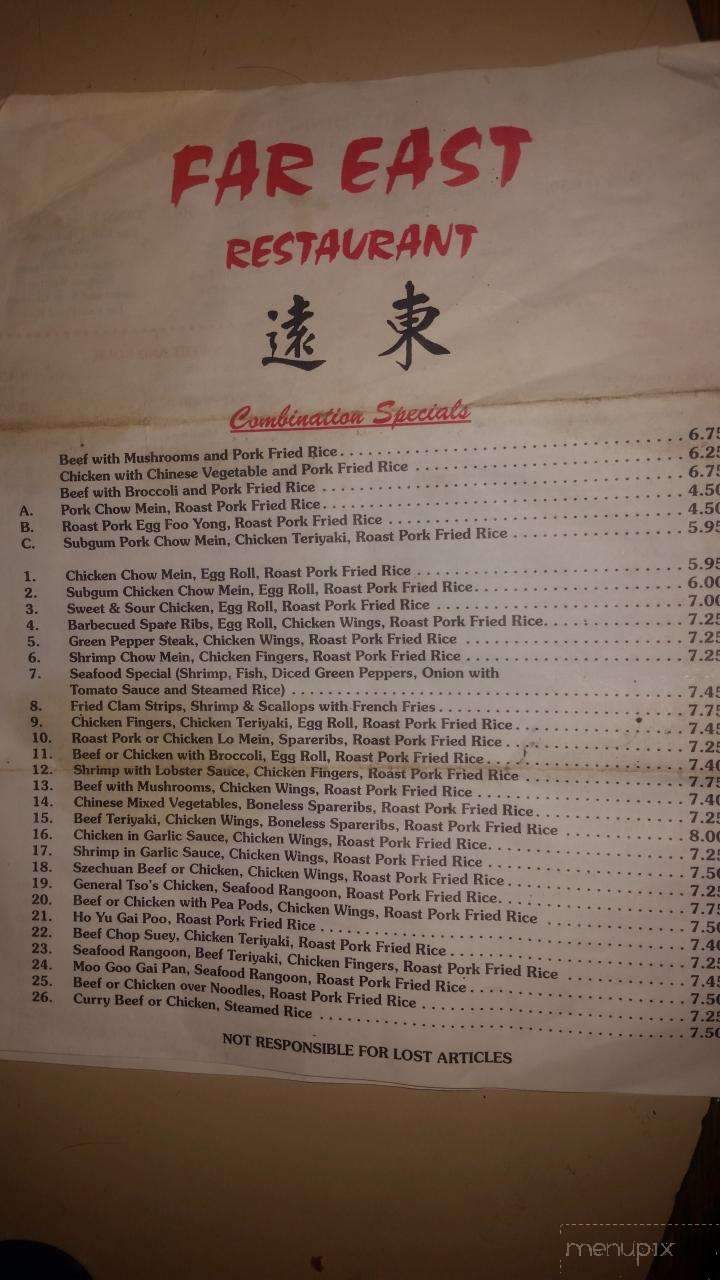 FAR EAST
RESTAURANT
遠 東
Combination Specials
Beef with Mushrooms and Pork Fried Rice 6.75
Chicken with Chinese Vegetable and Pork Fried Rice 6.25
Beef with Broccoli and Pork Fried Rice 6.75
A. Pork Chow Mein, Roast Pork Fried Rice 4.50
B. Roast Pork Egg Foo Yong, Roast Pork Fried Rice 4.50
C. Subgum Pork Chow Mein, Chicken Teriyaki, Roast Pork Fried Rice 5.95
1. Chicken Chow Mein, Egg Roll, Roast Pork Fried Rice 5.95
2. Subgum Chicken Chow Mein, Egg Roll, Roast Pork Fried Rice 6.00
3. Sweet & Sour Chicken, Egg Roll, Roast Pork Fried Rice 7.00
4. Barbecued Spare Ribs, Egg Roll, Chicken Wings, Roast Pork Fried Rice 7.25
5. Green Pepper Steak, Chicken Wings, Roast Pork Fried Rice 7.25
6. Shrimp Chow Mein, Chicken Fingers, Roast Pork Fried Rice 7.25
7. Seafood Special (Shrimp, Fish, Diced Green Peppers, Onion with
Tomato Sauce and Steamed Rice) 7.45
8. Fried Clam Strips, Shrimp & Scallops with French Fries 7.75
9. Chicken Fingers, Chicken Teriyaki, Egg Roll, Roast Pork Fried Rice 7.45
10. Roast Pork or Chicken Lo Mein, Spareribs, Roast Pork Fried Rice 7.25
11. Beef or Chicken with Broccoli, Egg Roll, Roast Pork Fried Rice 7.40
12. Shrimp with Lobster Sauce, Chicken Fingers, Roast Pork Fried Rice 7.75
13. Beef with Mushrooms, Chicken Wings, Roast Pork Fried Rice 7.40
14. Chinese Mixed Vegetables, Boneless Spareribs, Roast Pork Fried Rice 7.25
15. Beef Teriyaki, Chicken Wings, Boneless Spareribs, Roast Pork Fried Rice 8.00
16. Chicken in Garlic Sauce, Chicken Wings, Roast Pork Fried Rice 7.25
17. Shrimp in Garlic Sauce, Chicken Wings, Roast Pork Fried Rice 7.50
18. Szechuan Beef or Chicken, Chicken Wings, Roast Pork Fried Rice 7.25
19. General Tso's Chicken, Seafood Rangoon, Roast Pork Fried Rice 7.75
20. Beef or Chicken with Pea Pods, Chicken Wings, Roast Pork Fried Rice 7.50
21. Ho Yu Gai Poo, Roast Pork Fried Rice 7.40
22. Beef Chop Suey, Chicken Teriyaki, Roast Pork Fried Rice 7.25
23. Seafood Rangoon, Beef Teriyaki, Chicken Fingers, Roast Pork Fried Rice 7.45
24. Moo Goo Gai Pan, Seafood Rangoon, Roast Pork Fried Rice 7.50
25. Beef or Chicken over Noodles, Roast Pork Fried Rice 7.25
26. Curry Beef or Chicken, Steamed Rice 7.50
NOT RESPONSIBLE FOR LOST ARTICLES
menupix